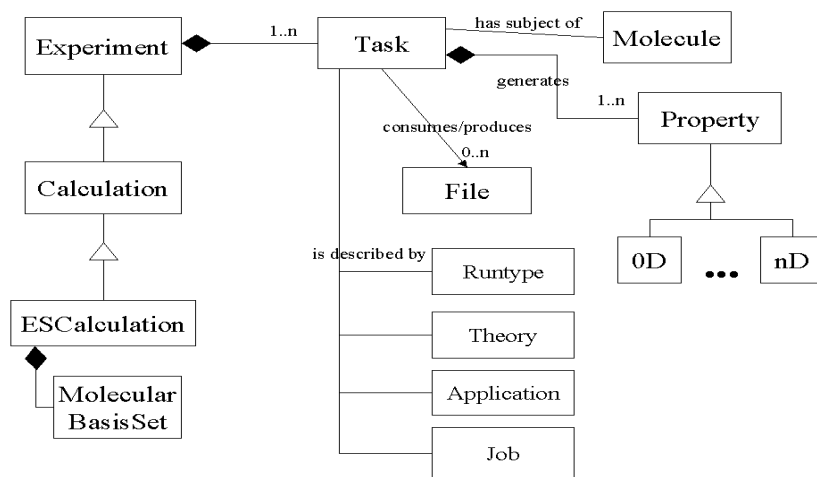 Experiment
1..n
Task
has subject of
Molecule
generates
1..n
Property
consumes/produces
0..n
File
Calculation
0D
...
nD
is described by
Runtype
ESCalculation
Theory
Molecular
BasisSet
Application
Job